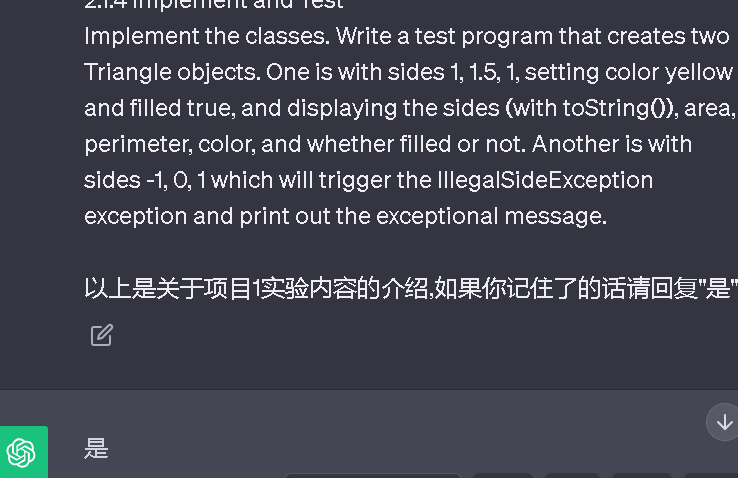 2.1.4 Implement and Test
Implement the classes. Write a test program that creates two
Triangle objects. One is with sides 1, 1.5, 1, setting color yellow
and filled true, and displaying the sides (with toString()), area,
perimeter, color, and whether filled or not. Another is with
sides -1, 0, 1 which will trigger the IllegalSideException
exception and print out the exceptional message.
以上是关于项目1实验内容的介绍,如果你记住了的话请回复"是"
是